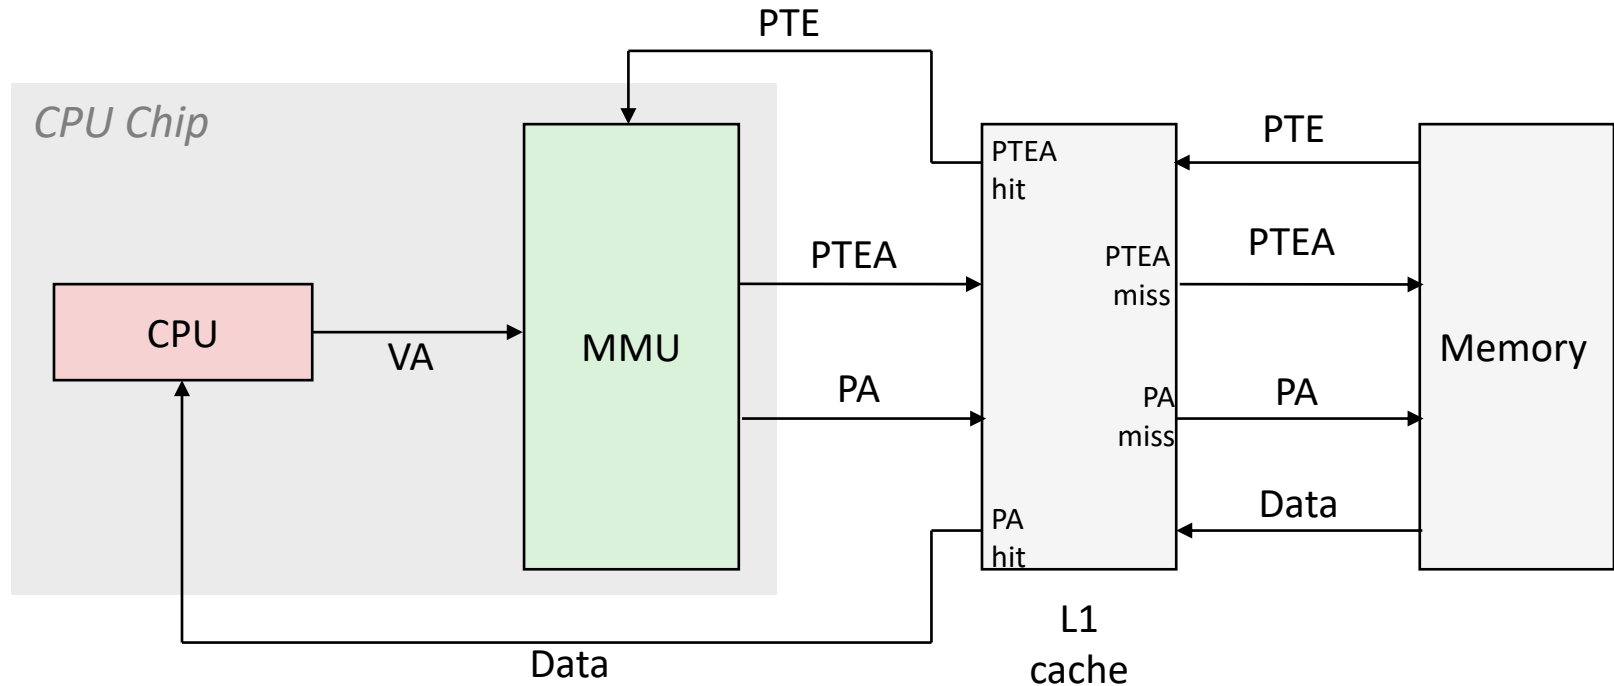 PTE
CPU Chip
PTEA
hit
PTE
PTEA
PTEA
miss
PTEA
CPU
VA
MMU
Memory
PA
PA
miss
PA
PA
hit
Data
Data
L1
cache